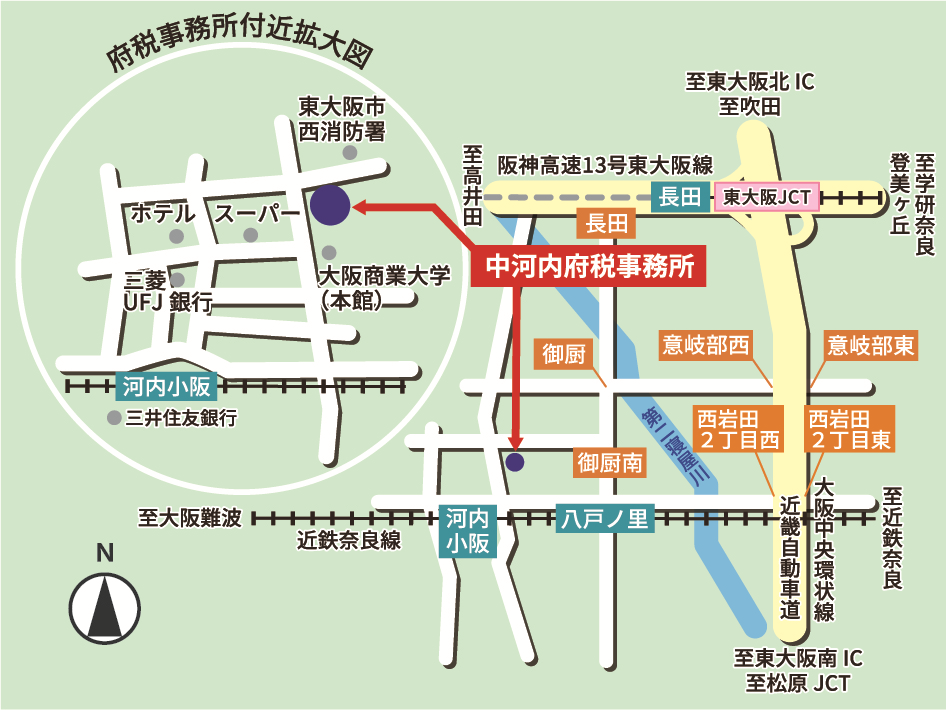 府税事務所付近拡大図
東大阪市
西消防署
ホテル
スーパー
三菱
UFJ 銀行
大阪商業大学
（本館）
河内小阪
三井住友銀行
N
至東大阪北 IC
至吹田
至高井田
阪神高速13号東大阪線
長田
東大阪JCT
至学研奈良
登美ヶ丘
長田
中河内府税事務所
御厨
意岐部西
意岐部東
第二寝屋川
西岩田
２丁目西
西岩田
２丁目東
御厨南
至大阪難波
近鉄奈良線
河内
小阪
八戸ノ里
近畿自動車道
大阪中央環状線
至近鉄奈良
至東大阪南 IC
至松原 JCT